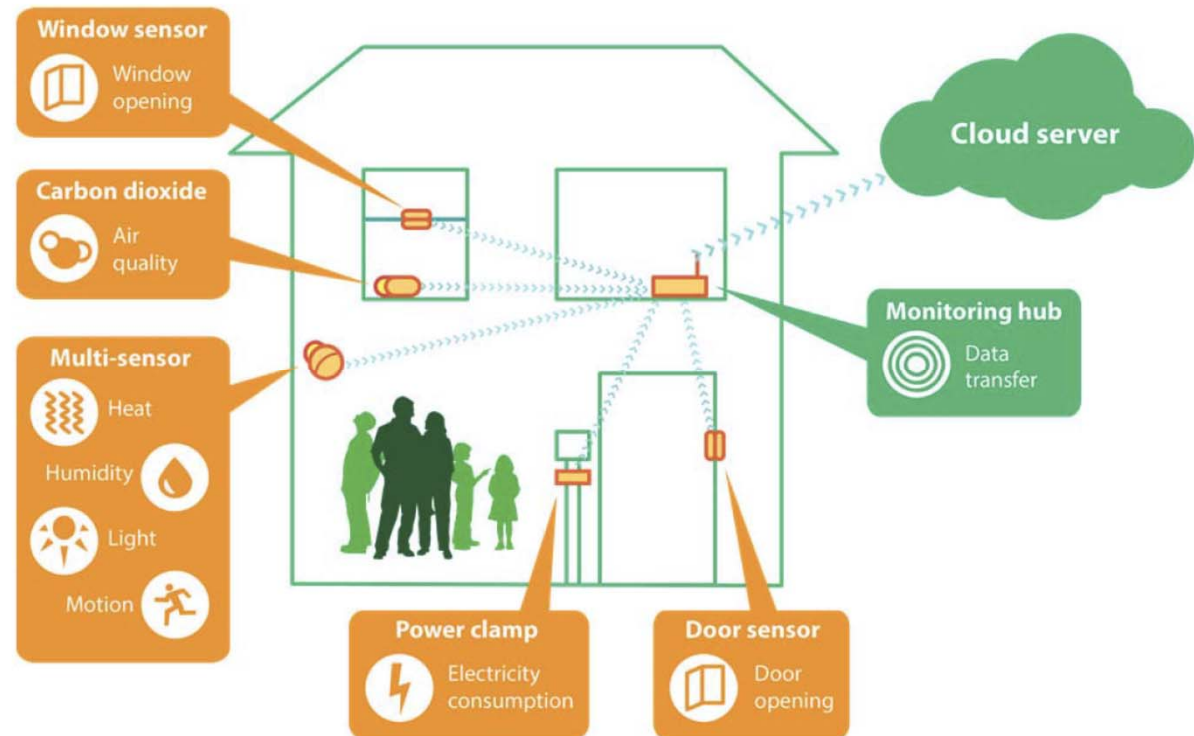 Window sensor
Window
opening
Cloud server
Carbon dioxide
Air
quality
Monitoring hub
Data
transfer
Multi-sensor
Heat
Humidity
Light
Motion
Power clamp
Electricity
consumption
Door sensor
Door
opening